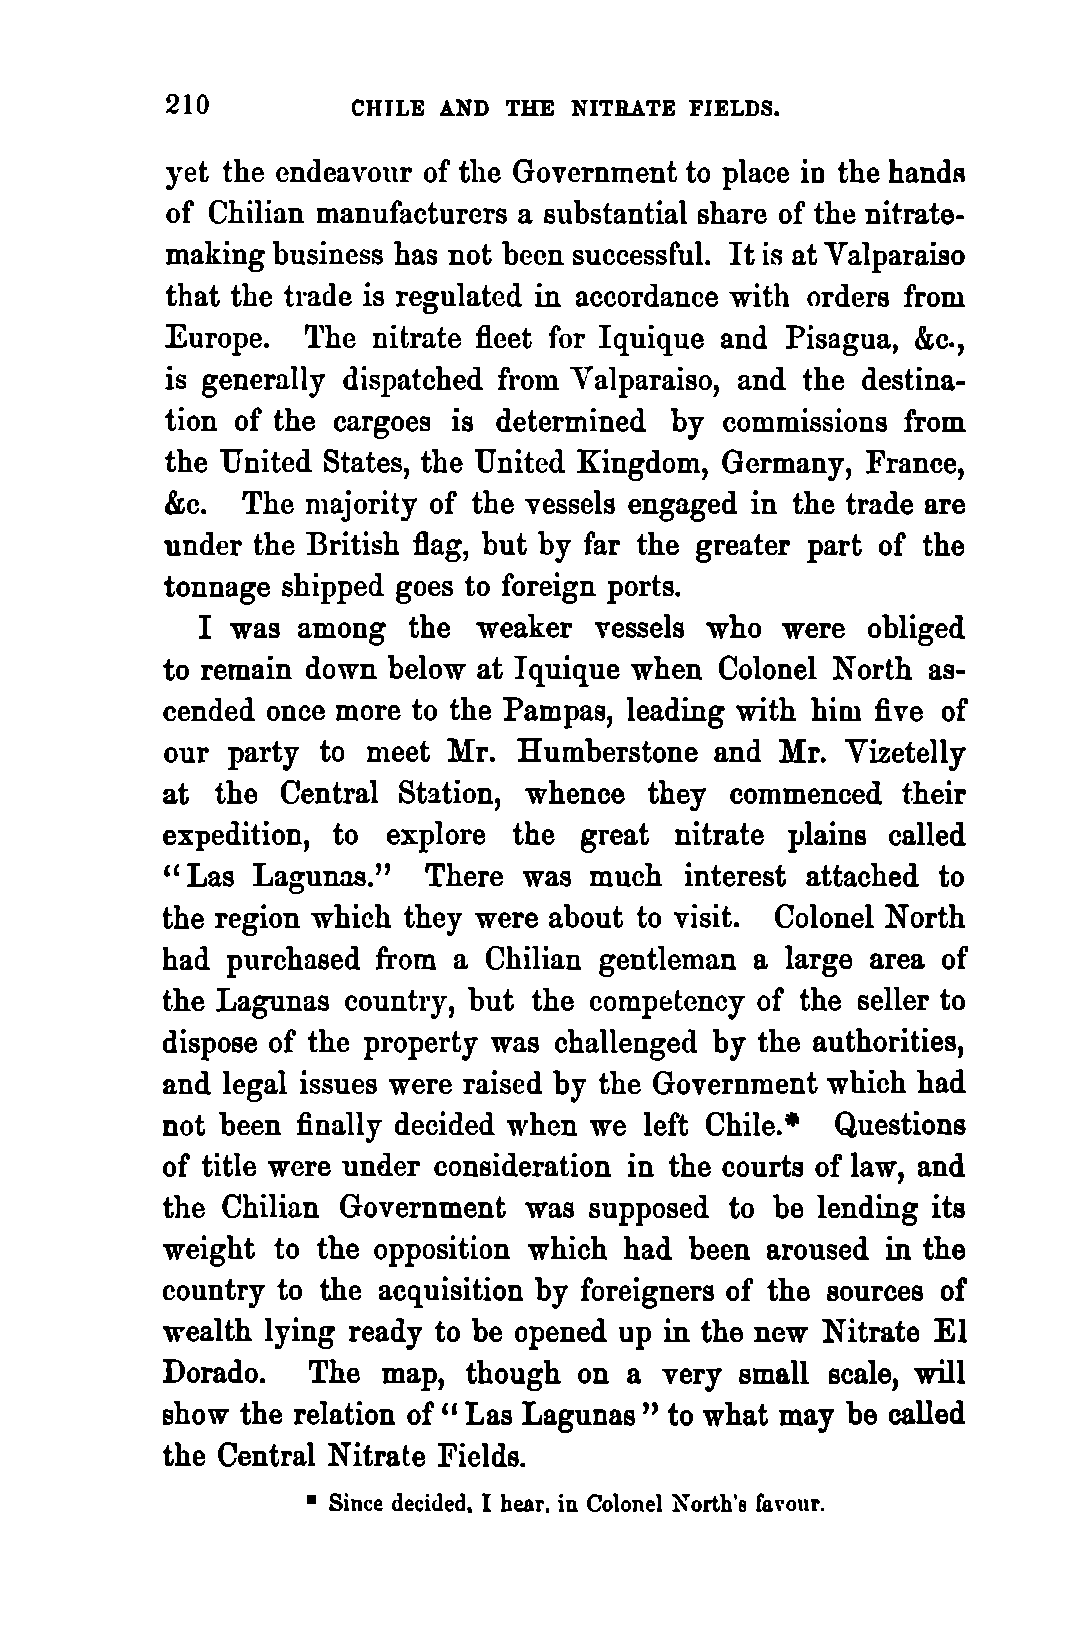 210 CHILE AND THE NITRATE FIELDS.
yet the endeavour of the Government to place in the hands
of Chilian manufacturers a substantial share of the nitrate-
making business has not been successful. It is at Valparaiso
that the trade is regulated in accordance with orders from
Europe. The nitrate fleet for Iquique and Pisagua, &c.,
is generally dispatched from Valparaiso, and the destina-
tion of the cargoes is determined by commissions from
the United States, the United Kingdom, Germany, France,
&c. The majority of the vessels engaged in the trade are
under the British flag, but by far the greater part of the
tonnage shipped goes to foreign ports.
I was among the weaker vessels who were obliged
to remain down below at Iquique when Colonel North as-
cended once more to the Pampas, leading with him five of
our party to meet Mr. Humberstone and Mr. Vizetelly
at the Central Station, whence they commenced their
expedition, to explore the great nitrate plains called
"Las Lagunas." There was much interest attached to
the region which they were about to visit. Colonel North
had purchased from a Chilian gentleman a large area of
the Lagunas country, but the competency of the seller to
dispose of the property was challenged by the authorities,
and legal issues were raised by the Government which had
not been finally decided when we left Chile.* Questions
of title were under consideration in the courts of law, and
the Chilian Government was supposed to be lending its
weight to the opposition which had been aroused in the
country to the acquisition by foreigners of the sources of
wealth lying ready to be opened up in the new Nitrate El
Dorado. The map, though on a very small scale, will
show the relation of "Las Lagunas" to what may be called
the Central Nitrate Fields.
* Since decided, I hear, in Colonel North's favour.